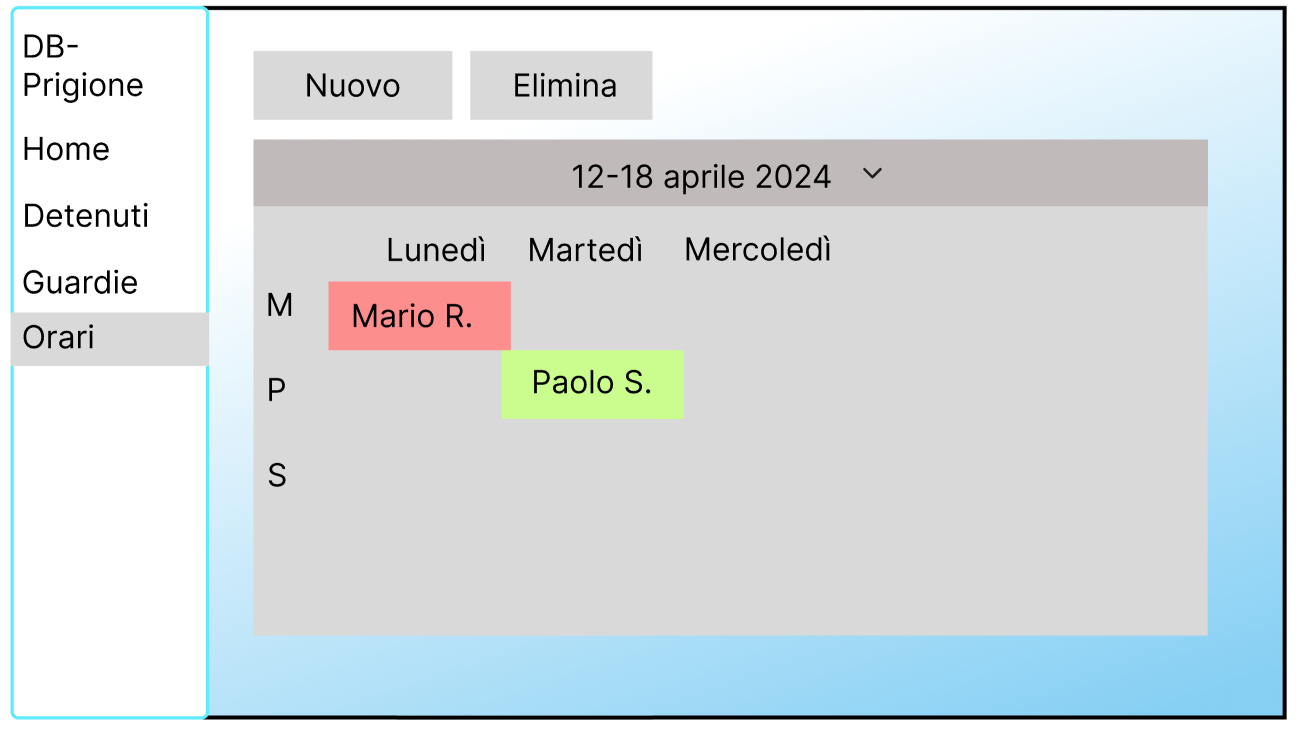 DB-
Prigione
Home
Detenuti
Guardie
Orari
Nuovo Elimina
12-18 aprile 2024
Lunedì Martedì Mercoledì
M Mario R.
P Paolo S.
S